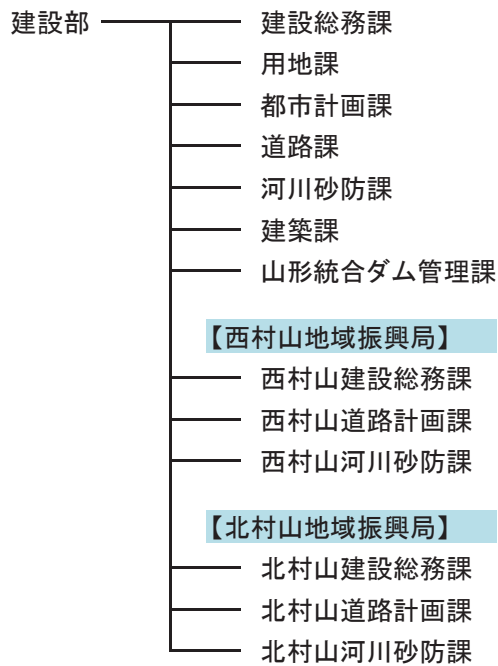 建設部 建設総務課
用地課
都市計画課
道路課
河川砂防課
建築課
山形統合ダム管理課
【西村山地域振興局】
西村山建設総務課
西村山道路計画課
西村山河川砂防課
【北村山地域振興局】
北村山建設総務課
北村山道路計画課
北村山河川砂防課